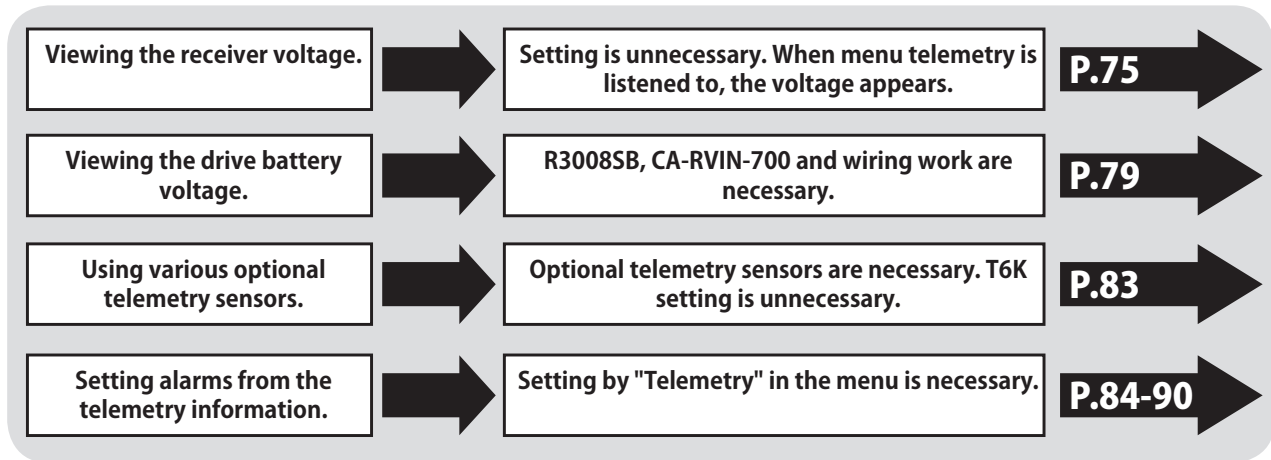 Viewing the receiver voltage.
Setting is unnecessary. When menu telemetry is
listened to, the voltage appears.
P.75
Viewing the drive battery
voltage.
R3008SB, CA-RVIN-700 and wiring work are
necessary.
P.79
Using various optional
telemetry sensors.
Optional telemetry sensors are necessary. T6K
setting is unnecessary.
P.83
Setting alarms from the
telemetry information.
Setting by "Telemetry" in the menu is necessary.
P.84-90